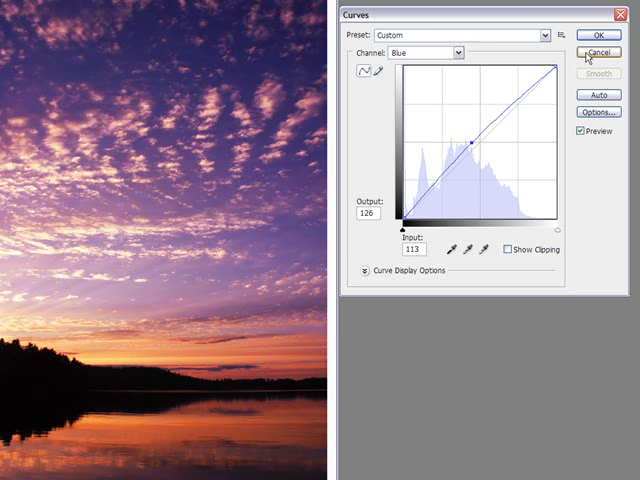 Curves
Preset: Custom
OK
Channel: Blue
Cancel
Smooth
Auto
Options...
Preview
Output:
126
Input:
113
Show Clipping
Curve Display Options